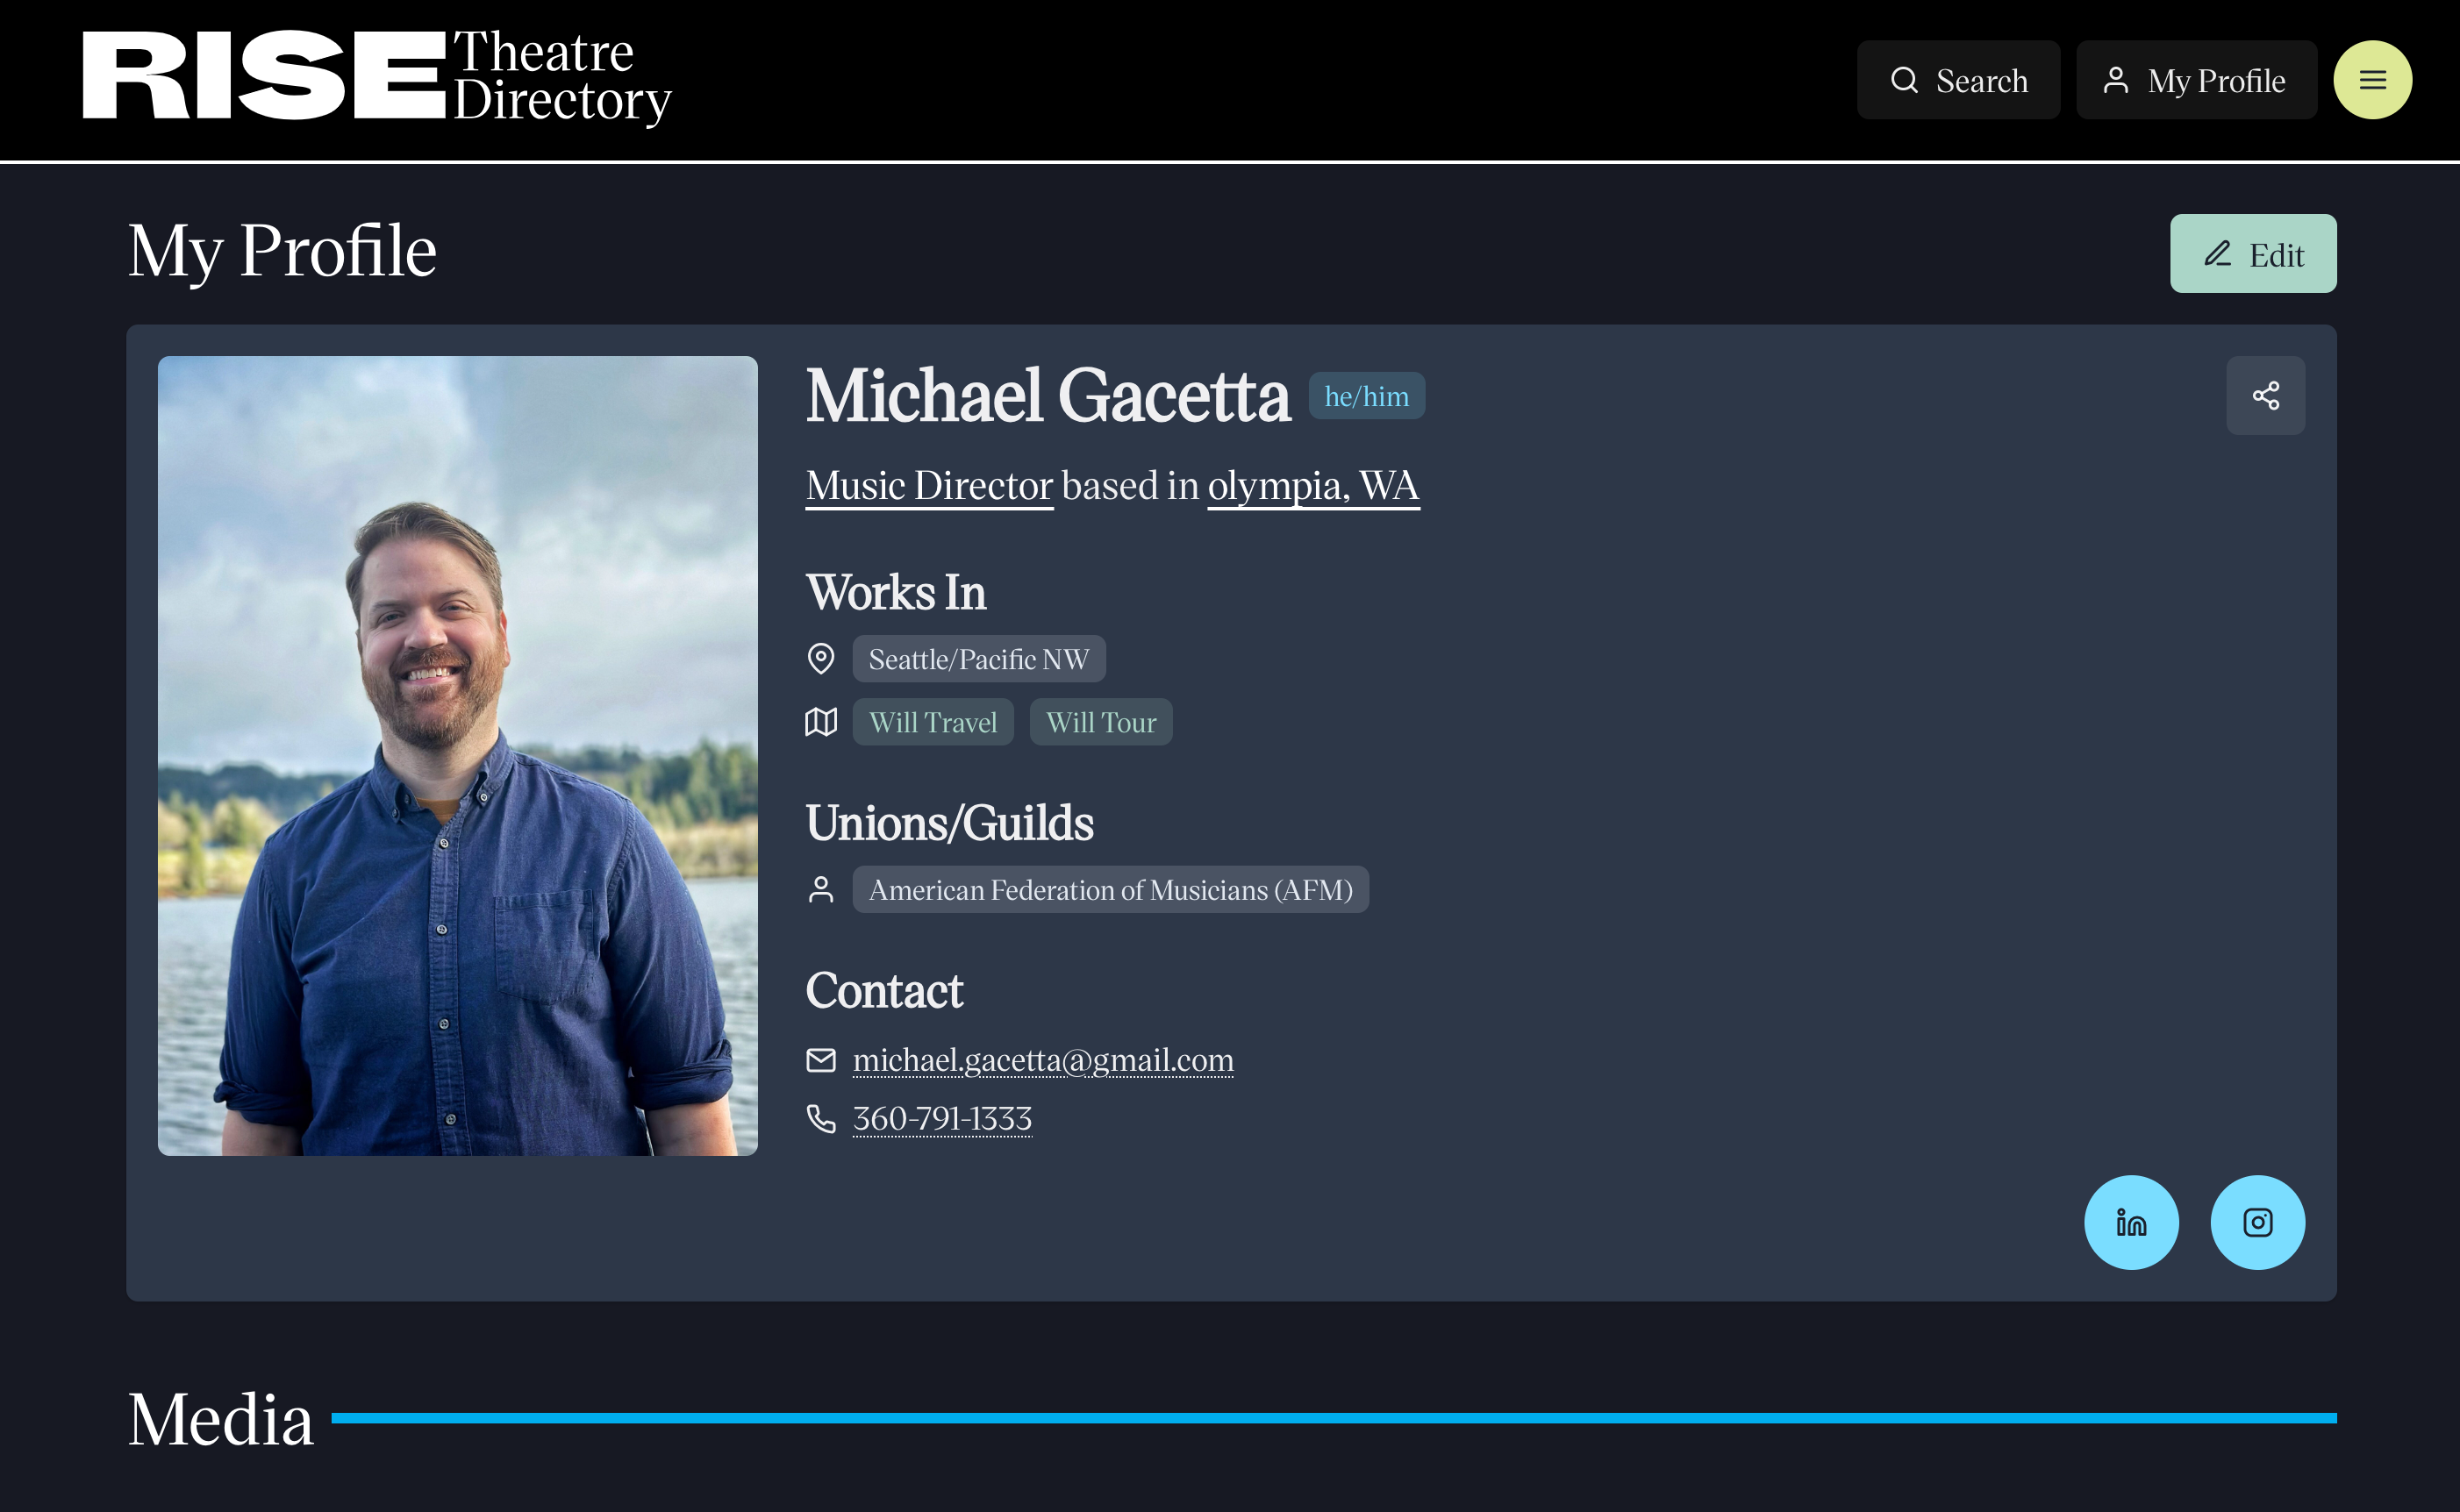 RISE Theatre
Directory
Search
My Profile
My Profile
Edit
Michael Gacetta he/him
Music Director based in olympia, WA
Works In
Seattle/Pacific NW
Will Travel Will Tour
Unions/Guilds
American Federation of Musicians (AFM)
Contact
michael.gacetta@gmail.com
360-791-1333
in
Media